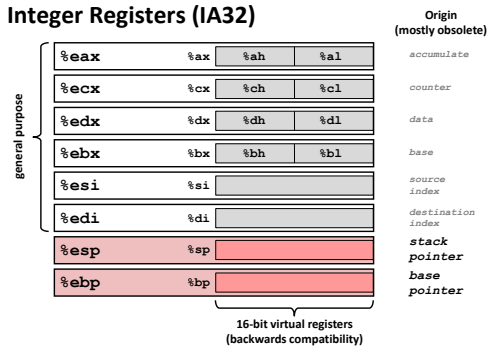 Integer Registers (IA32)
Origin
(mostly obsolete)
%eax %ax %ah %al accumulate
%ecx %cx %ch %cl counter
%edx %dx %dh %dl data
%ebx %bx %bh %bl base
%esi %si source
index
%edi %di destination
index
%esp %sp stack
pointer
%ebp %bp base
pointer
general purpose
16-bit virtual registers
(backwards compatibility)